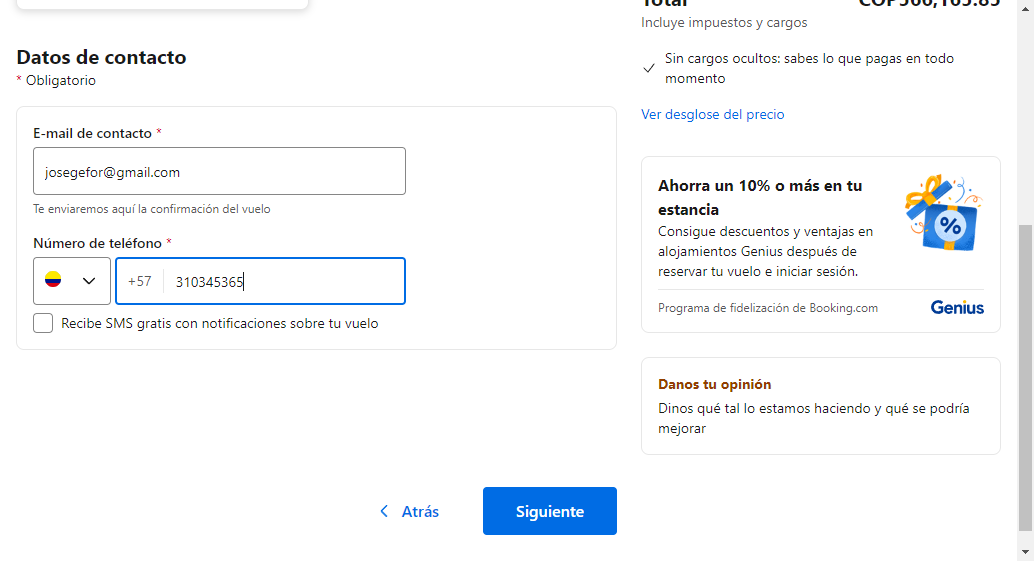 Datos de contacto
* Obligatorio
E-mail de contacto *
josegefor@gmail.com
Te enviaremos aquí la confirmación del vuelo
Número de teléfono *
+57 310345365
Recibe SMS gratis con notificaciones sobre tu vuelo
Atrás
Siguiente
Total
Incluye impuestos y cargos
Sin cargos ocultos: sabes lo que pagas en todo
momento
Ver desglose del precio
Ahorra un 10% o más en tu
estancia
Consigue descuentos y ventajas en
alojamientos Genius después de
reservar tu vuelo e iniciar sesión.
%
Programa de fidelización de Booking.com
Genius
Danos tu opinión
Dinos qué tal lo estamos haciendo y qué se podría
mejorar